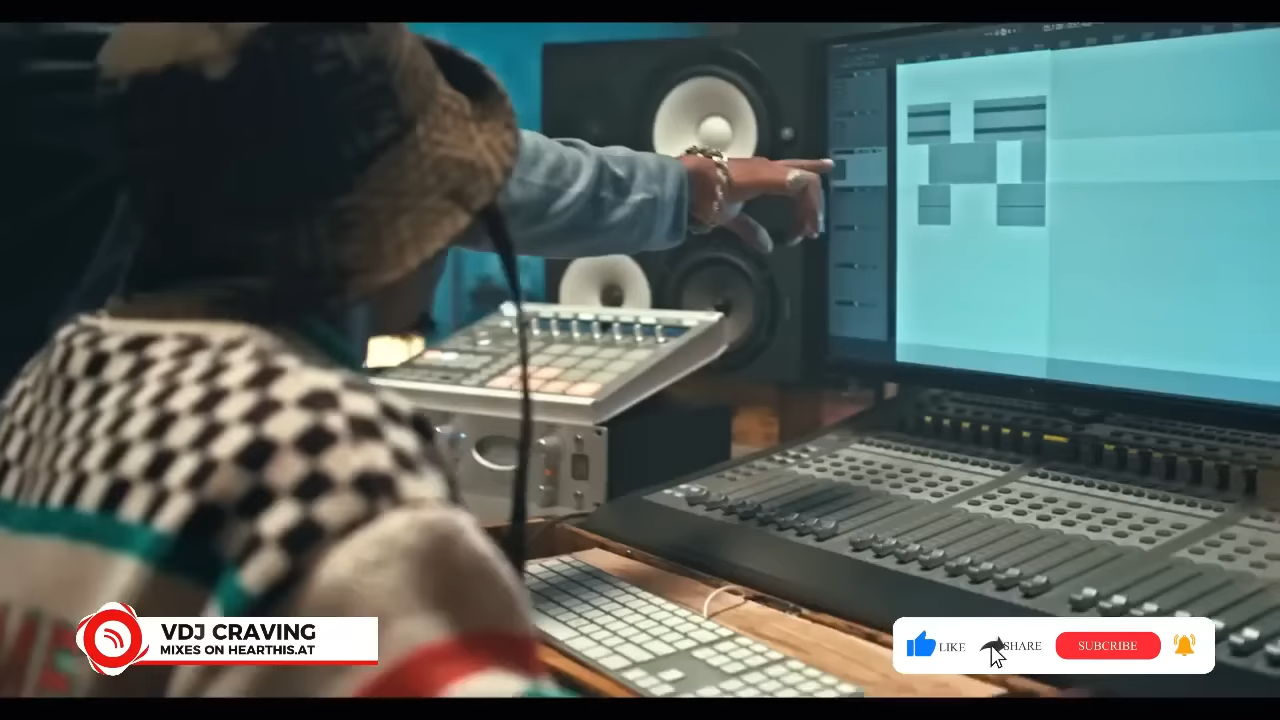 VDJ CRAVING
MIXES ON HEARTHIS.AT
LIKE
SHARE
SUBSCRIBE